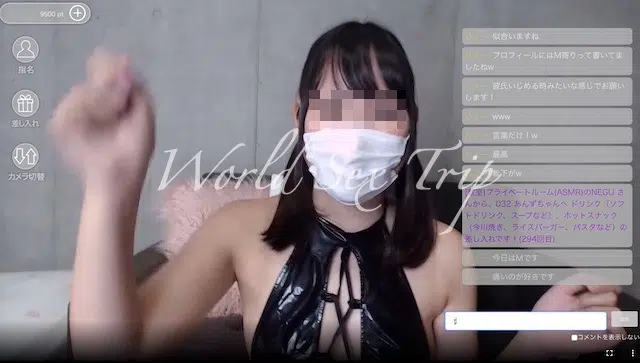 9500 pt
指名
差し入れ
カメラ切替
World Sex Trip
似合いますね
プロフィールにはM寄りって書いてま
したねw
彼氏いじめる時みたいな感じでお願い
します！
www
言葉だけ！w
最高
下がw
プライベートルーム(ASMR)のNEGU さ
んから、032.あんずちゃんへ ドリンク（ソフ
トドリンク、スープなど）、ホットスナック
（今川焼き、ライスバーガー、パスタなど）の
差し入れです！(294回目)
今日はMです
痛いのが好きです
コメントを表示しない